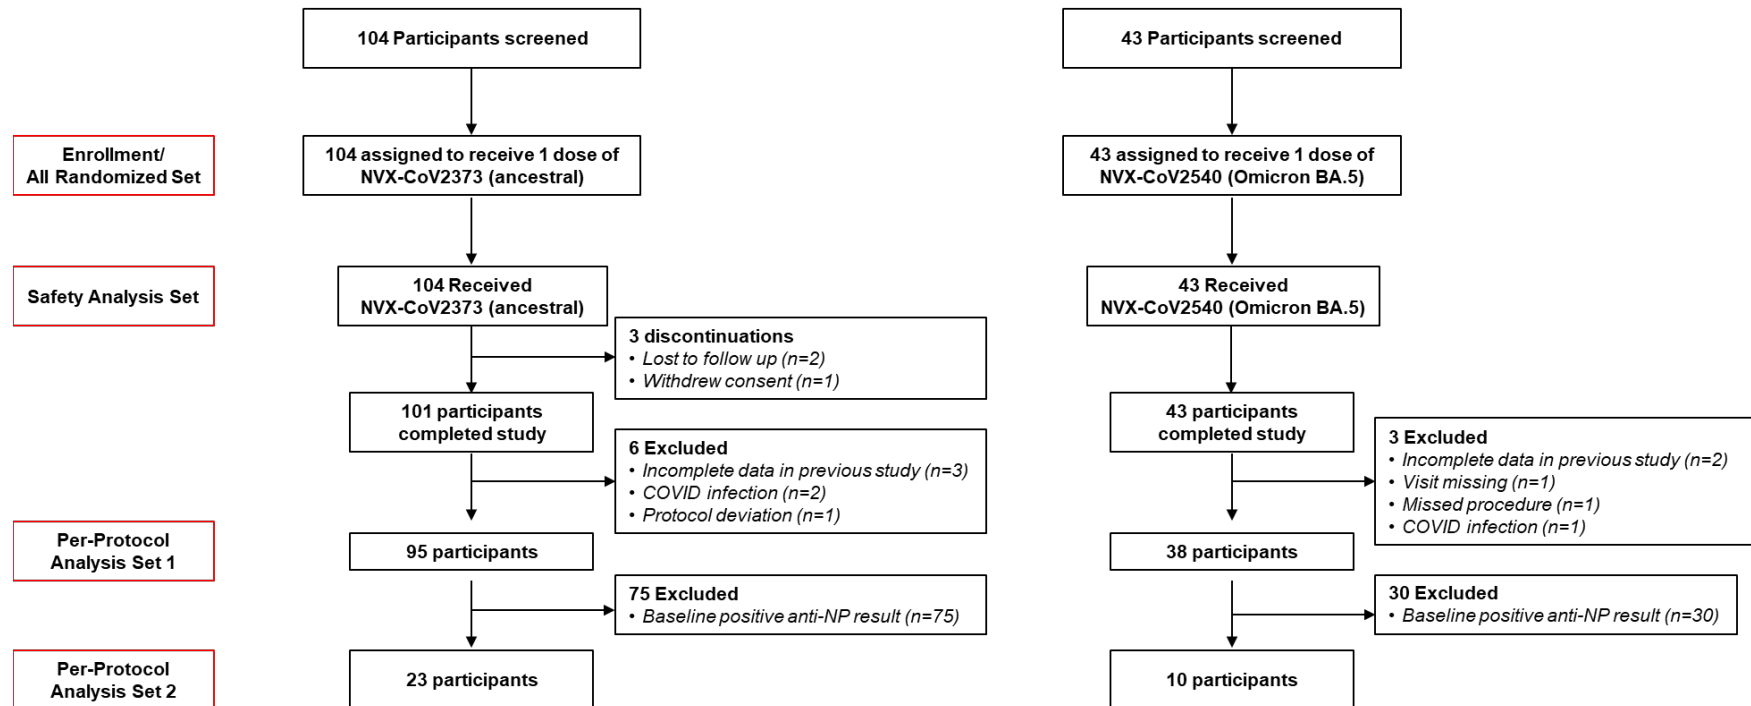 104 Participants screened
43 Participants screened
Enrollment/
All Randomized Set
104 assigned to receive 1 dose of
NVX-CoV2373 (ancestral)
43 assigned to receive 1 dose of
NVX-CoV2540 (Omicron BA.5)
Safety Analysis Set
104 Received
NVX-CoV2373 (ancestral)
43 Received
NVX-CoV2540 (Omicron BA.5)
3 discontinuations
• Lost to follow up (n=2)
• Withdrew consent (n=1)
101 participants
completed study
43 participants
completed study
6 Excluded
• Incomplete data in previous study (n=3)
• COVID infection (n=2)
• Protocol deviation (n=1)
3 Excluded
• Incomplete data in previous study (n=2)
• Visit missing (n=1)
• Missed procedure (n=1)
• COVID infection (n=1)
Per-Protocol
Analysis Set 1
95 participants
38 participants
75 Excluded
• Baseline positive anti-NP result (n=75)
30 Excluded
• Baseline positive anti-NP result (n=30)
Per-Protocol
Analysis Set 2
23 participants
10 participants